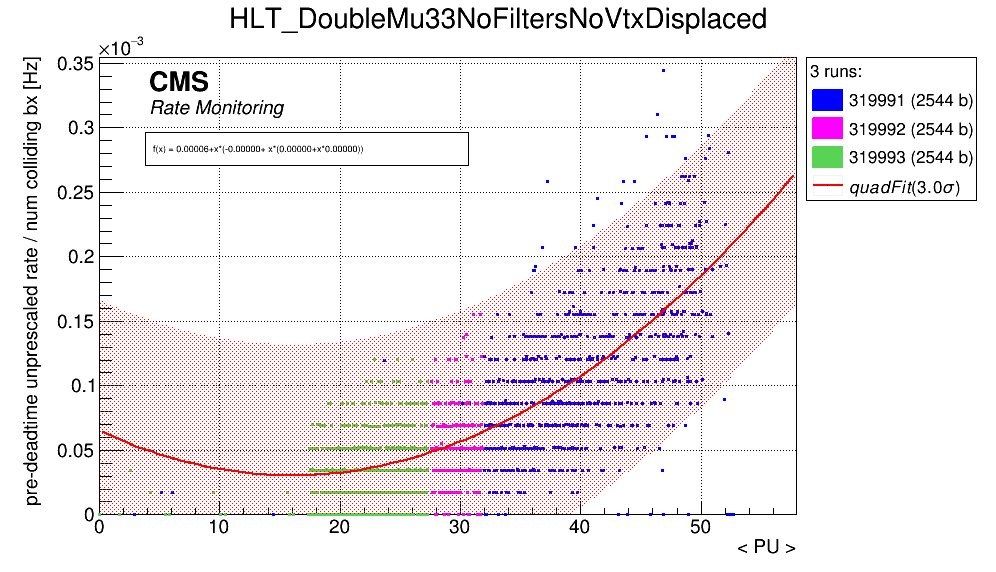 HLT_DoubleMu33NoFiltersNoVtxDisplaced
×10⁻³
pre-deadtime unprescaled rate / num colliding bx [Hz]
0.35
0.3
0.25
0.2
0.15
0.1
0.05
0
CMS
Rate Monitoring
f(x) = 0.00006+x*(-0.00000+ x*(0.00000+x*0.00000))
0 10 20 30 40 50
< PU >
3 runs:
319991 (2544 b)
319992 (2544 b)
319993 (2544 b)
quadFit(3.0σ)